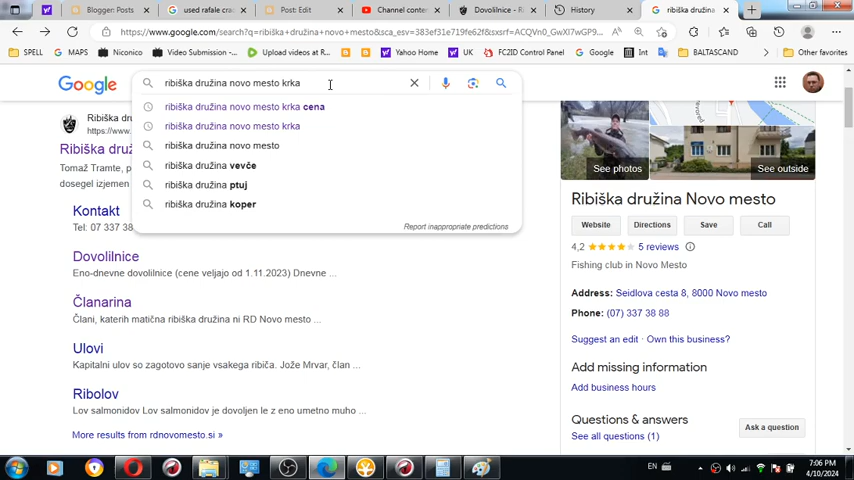 Blogger: Posts
used rafale cra
Post: Edit
Channel conten
Dovolilnice - R
History
ribiška družina
https://www.google.com/search?q=ribiška+družina+novo+mesto&sca_esv=383ef31e719fe62f&sxsrf=ACQVn0_GwXl7wGP9...
SPELL
MAPS
Niconico
Video Submission -...
Upload videos at R...
Yahoo Home
UK
FC2ID Control Panel
Google
Int
BALTASCAND
Other favorites
Google
ribiška družina novo mesto krka
ribiška družina novo mesto krka cena
ribiška družina novo mesto krka
ribiška družina novo mesto
ribiška družina vevče
ribiška družina ptuj
ribiška družina koper
Report inappropriate predictions
Ribiška dru
https://www.
Ribiška druž
Tomaž Tramte, p
dosegel izjemen
Kontakt
Tel: 07 337 38
Dovolilnice
Eno-dnevne dovolilnice (cene veljajo od 1.11.2023) Dnevne ...
Članarina
Člani, katerih matična ribiška družina ni RD Novo mesto ...
Ulovi
Kapitalni ulov so zagotovo sanje vsakega ribiča. Jože Mrvar, član ...
Ribolov
Lov salmonidov Lov salmonidov je dovoljen le z eno umetno muho ...
More results from rdnovomesto.si »
See photos
See outside
Ribiška družina Novo mesto
Website
Directions
Save
Call
4,2
5 reviews
Fishing club in Novo Mesto
Address: Seidlova cesta 8, 8000 Novo mesto
Phone: (07) 337 38 88
Suggest an edit · Own this business?
Add missing information
Add business hours
Questions & answers
See all questions (1)
Ask a question
EN
7:06 PM
4/10/2024